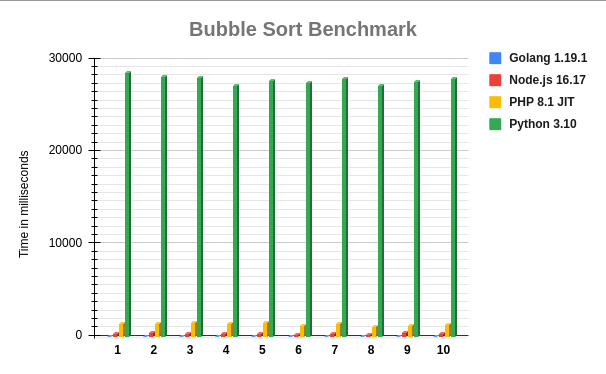 Bubble Sort Benchmark
Golang 1.19.1
Node.js 16.17
PHP 8.1 JIT
Python 3.10
Time in milliseconds
30000
20000
10000
0
1 2 3 4 5 6 7 8 9 10